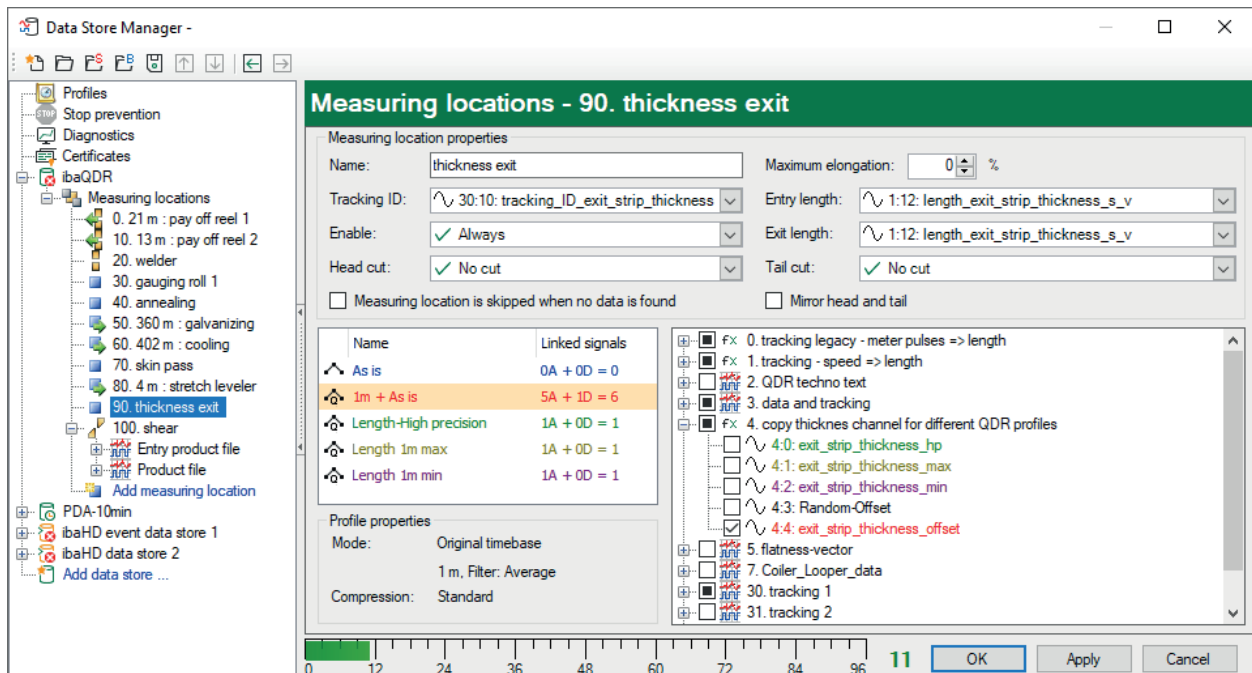 Data Store Manager -
Profiles
STOP
Stop prevention
Diagnostics
Certificates
ibaQDR
Measuring locations
0. 21 m : pay off reel 1
10. 13 m : pay off reel 2
20. welder
30. gauging roll 1
40. annealing
50. 360 m : galvanizing
60. 402 m : cooling
70. skin pass
80. 4 m : stretch leveler
90. thickness exit
100. shear
Entry product file
Product file
Add measuring location
PDA-10min
ibaHD event data store 1
ibaHD data store 2
Add data store ...
Measuring locations - 90. thickness exit
Measuring location properties
Name: thickness exit
Maximum elongation: 0 %
Tracking ID: 30:10: tracking_ID_exit_strip_thickness
Entry length: 1:12: length_exit_strip_thickness_s_v
Enable: Always
Exit length: 1:12: length_exit_strip_thickness_s_v
Head cut: No cut
Tail cut: No cut
Measuring location is skipped when no data is found
Mirror head and tail
Name Linked signals
As is 0A + 0D = 0
1m + As is 5A + 1D = 6
Length-High precision 1A + 0D = 1
Length 1m max 1A + 0D = 1
Length 1m min 1A + 0D = 1
Profile properties
Mode: Original timebase
1 m, Filter: Average
Compression: Standard
fx 0. tracking legacy - meter pulses => length
fx 1. tracking - speed => length
2. QDR techno text
3. data and tracking
fx 4. copy thicknes channel for different QDR profiles
4:0: exit_strip_thickness_hp
4:1: exit_strip_thickness_max
4:2: exit_strip_thickness_min
4:3: Random-Offset
4:4: exit_strip_thickness_offset
5. flatness-vector
7. Coiler_Looper_data
30. tracking 1
31. tracking 2
0 12 24 36 48 60 72 84 96
11
OK Apply Cancel